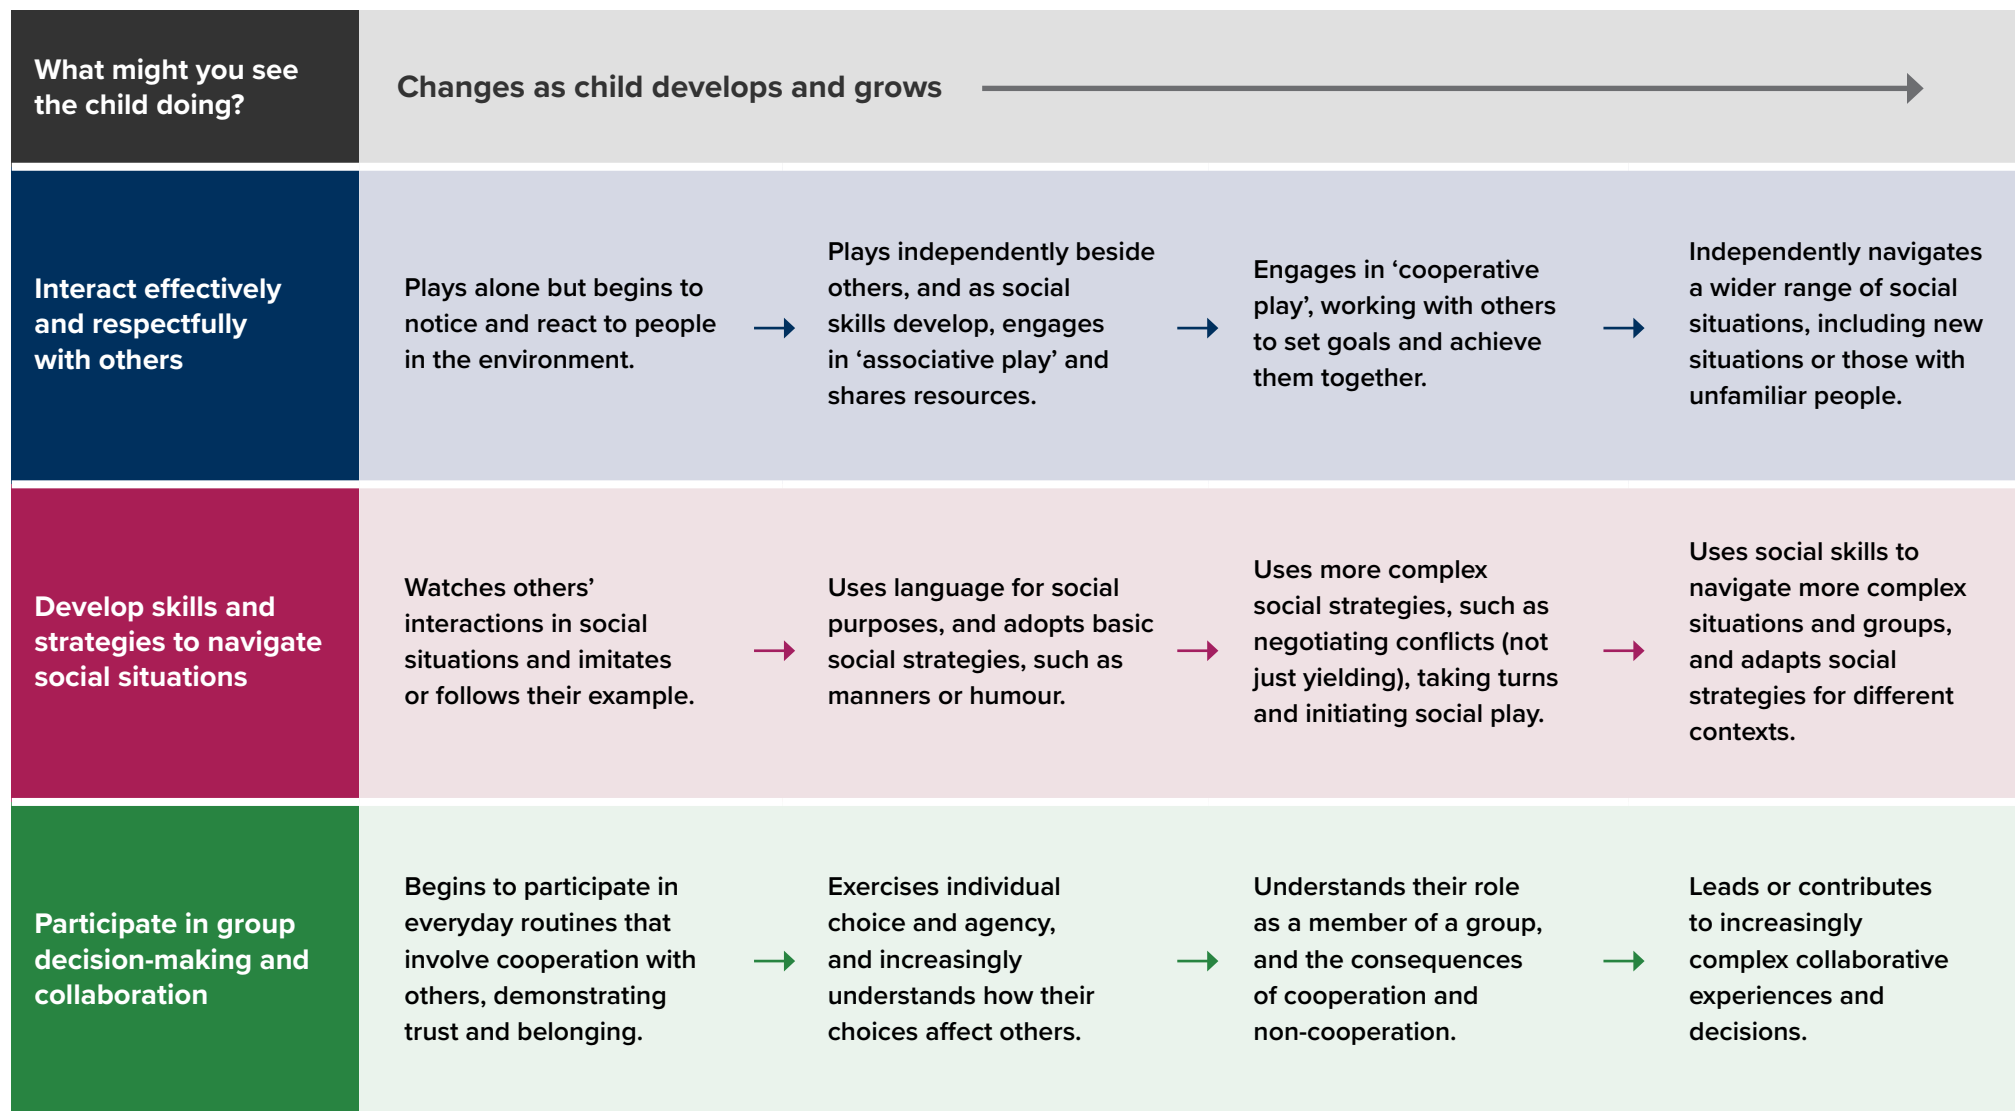 What might you see
the child doing?
Changes as child develops and grows
Interact effectively
and respectfully
with others
Plays alone but begins to
notice and react to people
in the environment.
Plays independently beside
others, and as social
skills develop, engages
in ‘associative play’ and
shares resources.
Engages in ‘cooperative
play’, working with others
to set goals and achieve
them together.
Independently navigates
a wider range of social
situations, including new
situations or those with
unfamiliar people.
Develop skills and
strategies to navigate
social situations
Watches others’
interactions in social
situations and imitates
or follows their example.
Uses language for social
purposes, and adopts basic
social strategies, such as
manners or humour.
Uses more complex
social strategies, such as
negotiating conflicts (not
just yielding), taking turns
and initiating social play.
Uses social skills to
navigate more complex
situations and groups,
and adapts social
strategies for different
contexts.
Participate in group
decision-making and
collaboration
Begins to participate in
everyday routines that
involve cooperation with
others, demonstrating
trust and belonging.
Exercises individual
choice and agency,
and increasingly
understands how their
choices affect others.
Understands their role
as a member of a group,
and the consequences
of cooperation and
non-cooperation.
Leads or contributes
to increasingly
complex collaborative
experiences and
decisions.